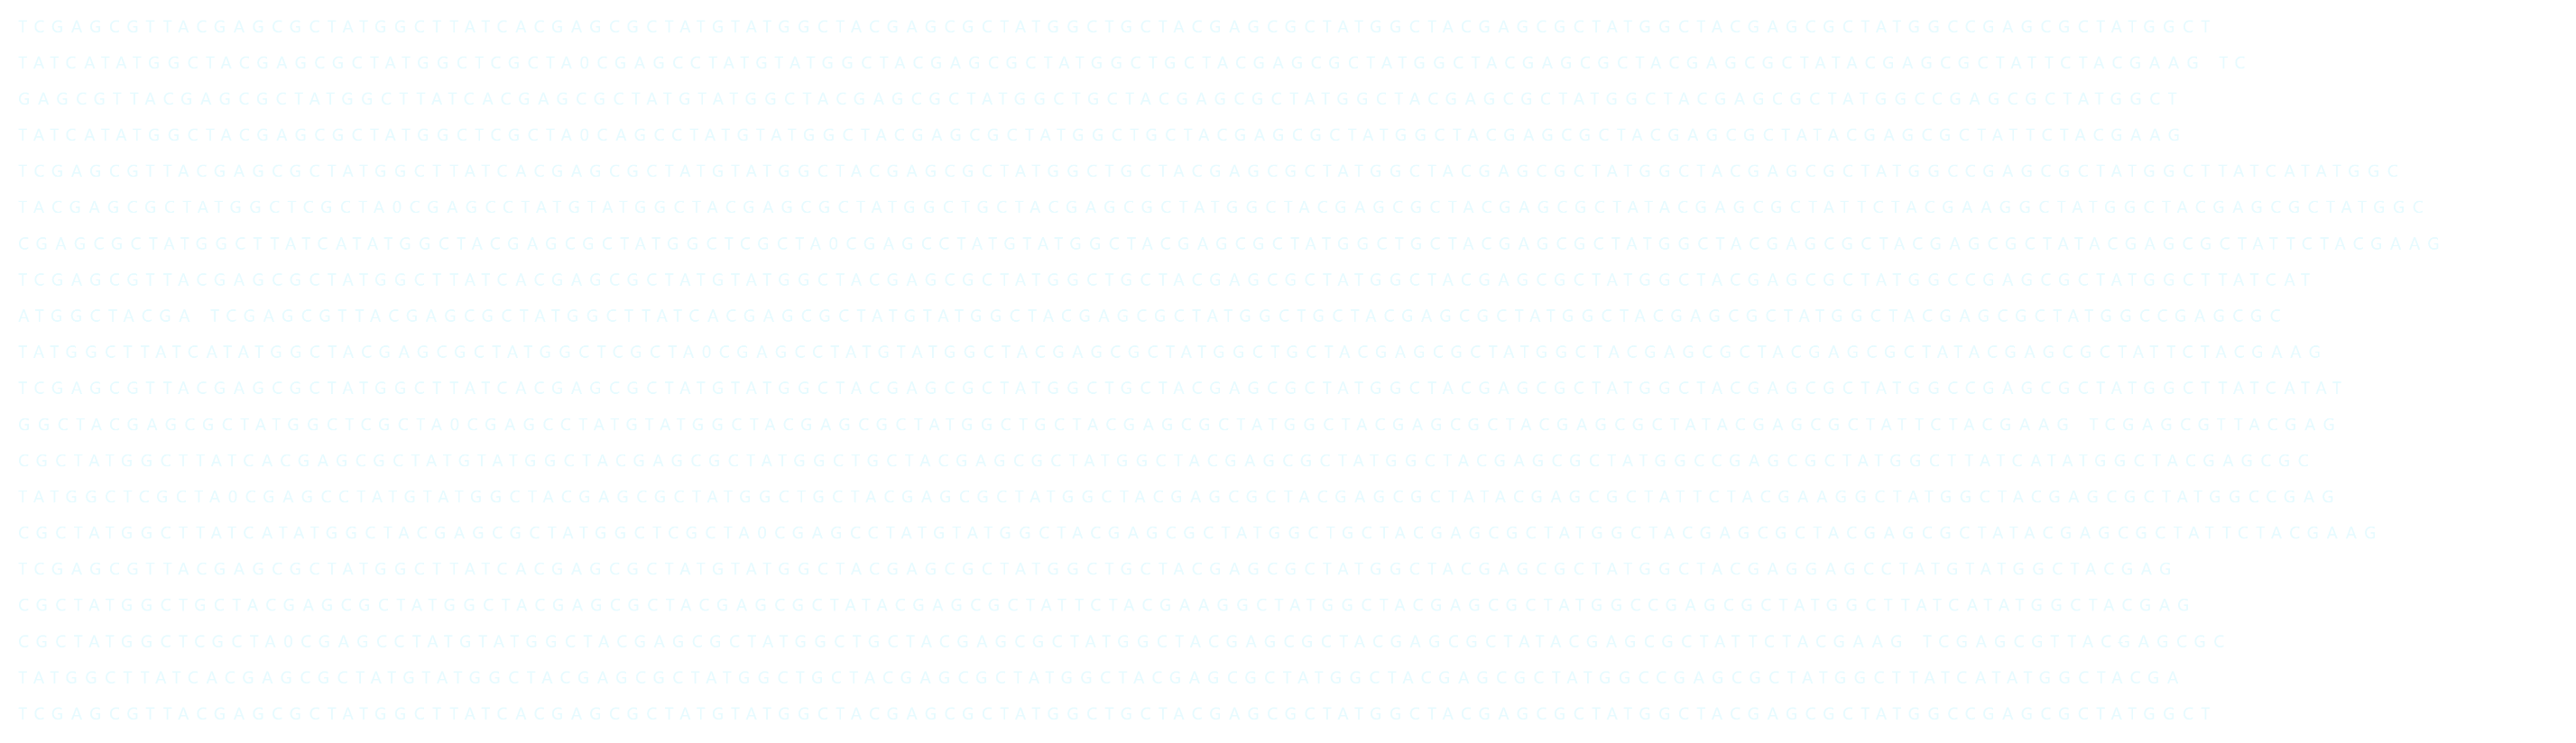 TCGAGCGTTACGAGCGCTATGGCTTATCACGAGCGCTATGTATGGCTACGAGCGCTATGGCTGCTACGAGCGCTATGGCTACGAGCGCTATGGCTACGAGCGCTATGGCCGAGCGCTATGGCT
TATCATATGGCTACGAGCGCTATGGCTCGCTA0CGAGCCTATGTATGGCTACGAGCGCTATGGCTGCTACGAGCGCTATGGCTACGAGCGCTACGAGCGCTATACGAGCGCTATTCTACGAAG TC
GAGCGTTACGAGCGCTATGGCTTATCACGAGCGCTATGTATGGCTACGAGCGCTATGGCTGCTACGAGCGCTATGGCTACGAGCGCTATGGCTACGAGCGCTATGGCCGAGCGCTATGGCT
TATCATATGGCTACGAGCGCTATGGCTCGCTA0CAGCCTATGTATGGCTACGAGCGCTATGGCTGCTACGAGCGCTATGGCTACGAGCGCTACGAGCGCTATACGAGCGCTATTCTACGAAG
TCGAGCGTTACGAGCGCTATGGCTTATCACGAGCGCTATGTATGGCTACGAGCGCTATGGCTGCTACGAGCGCTATGGCTACGAGCGCTATGGCTACGAGCGCTATGGCCGAGCGCTATGGCTTATCATATGGC
TACGAGCGCTATGGCTCGCTA0CGAGCCTATGTATGGCTACGAGCGCTATGGCTGCTACGAGCGCTATGGCTACGAGCGCTACGAGCGCTATACGAGCGCTATTCTACGAAGGCTATGGCTACGAGCGCTATGGC
CGAGCGCTATGGCTTATCATATGGCTACGAGCGCTATGGCTCGCTA0CGAGCCTATGTATGGCTACGAGCGCTATGGCTGCTACGAGCGCTATGGCTACGAGCGCTACGAGCGCTATACGAGCGCTATTCTACGAAG
TCGAGCGTTACGAGCGCTATGGCTTATCACGAGCGCTATGTATGGCTACGAGCGCTATGGCTGCTACGAGCGCTATGGCTACGAGCGCTATGGCTACGAGCGCTATGGCCGAGCGCTATGGCTTATCAT
ATGGCTACGA TCGAGCGTTACGAGCGCTATGGCTTATCACGAGCGCTATGTATGGCTACGAGCGCTATGGCTGCTACGAGCGCTATGGCTACGAGCGCTATGGCTACGAGCGCTATGGCCGAGCGC
TATGGCTTATCATATGGCTACGAGCGCTATGGCTCGCTA0CGAGCCTATGTATGGCTACGAGCGCTATGGCTGCTACGAGCGCTATGGCTACGAGCGCTACGAGCGCTATACGAGCGCTATTCTACGAAG
TCGAGCGTTACGAGCGCTATGGCTTATCACGAGCGCTATGTATGGCTACGAGCGCTATGGCTGCTACGAGCGCTATGGCTACGAGCGCTATGGCTACGAGCGCTATGGCCGAGCGCTATGGCTTATCATAT
GGCTACGAGCGCTATGGCTCGCTA0CGAGCCTATGTATGGCTACGAGCGCTATGGCTGCTACGAGCGCTATGGCTACGAGCGCTACGAGCGCTATACGAGCGCTATTCTACGAAG TCGAGCGTTACGAG
CGCTATGGCTTATCACGAGCGCTATGTATGGCTACGAGCGCTATGGCTGCTACGAGCGCTATGGCTACGAGCGCTATGGCTACGAGCGCTATGGCCGAGCGCTATGGCTTATCATATGGCTACGAGCGC
TATGGCTCGCTA0CGAGCCTATGTATGGCTACGAGCGCTATGGCTGCTACGAGCGCTATGGCTACGAGCGCTACGAGCGCTATACGAGCGCTATTCTACGAAGGCTATGGCTACGAGCGCTATGGCCGAG
CGCTATGGCTTATCATATGGCTACGAGCGCTATGGCTCGCTA0CGAGCCTATGTATGGCTACGAGCGCTATGGCTGCTACGAGCGCTATGGCTACGAGCGCTACGAGCGCTATACGAGCGCTATTCTACGAAG
TCGAGCGTTACGAGCGCTATGGCTTATCACGAGCGCTATGTATGGCTACGAGCGCTATGGCTGCTACGAGCGCTATGGCTACGAGCGCTATGGCTACGAGGAGCCTATGTATGGCTACGAG
CGCTATGGCTGCTACGAGCGCTATGGCTACGAGCGCTACGAGCGCTATACGAGCGCTATTCTACGAAGGCTATGGCTACGAGCGCTATGGCCGAGCGCTATGGCTTATCATATGGCTACGAG
CGCTATGGCTCGCTA0CGAGCCTATGTATGGCTACGAGCGCTATGGCTGCTACGAGCGCTATGGCTACGAGCGCTACGAGCGCTATACGAGCGCTATTCTACGAAG TCGAGCGTTACGAGCGC
TATGGCTTATCACGAGCGCTATGTATGGCTACGAGCGCTATGGCTGCTACGAGCGCTATGGCTACGAGCGCTATGGCTACGAGCGCTATGGCCGAGCGCTATGGCTTATCATATGGCTACGA
TCGAGCGTTACGAGCGCTATGGCTTATCACGAGCGCTATGTATGGCTACGAGCGCTATGGCTGCTACGAGCGCTATGGCTACGAGCGCTATGGCTACGAGCGCTATGGCCGAGCGCTATGGCT